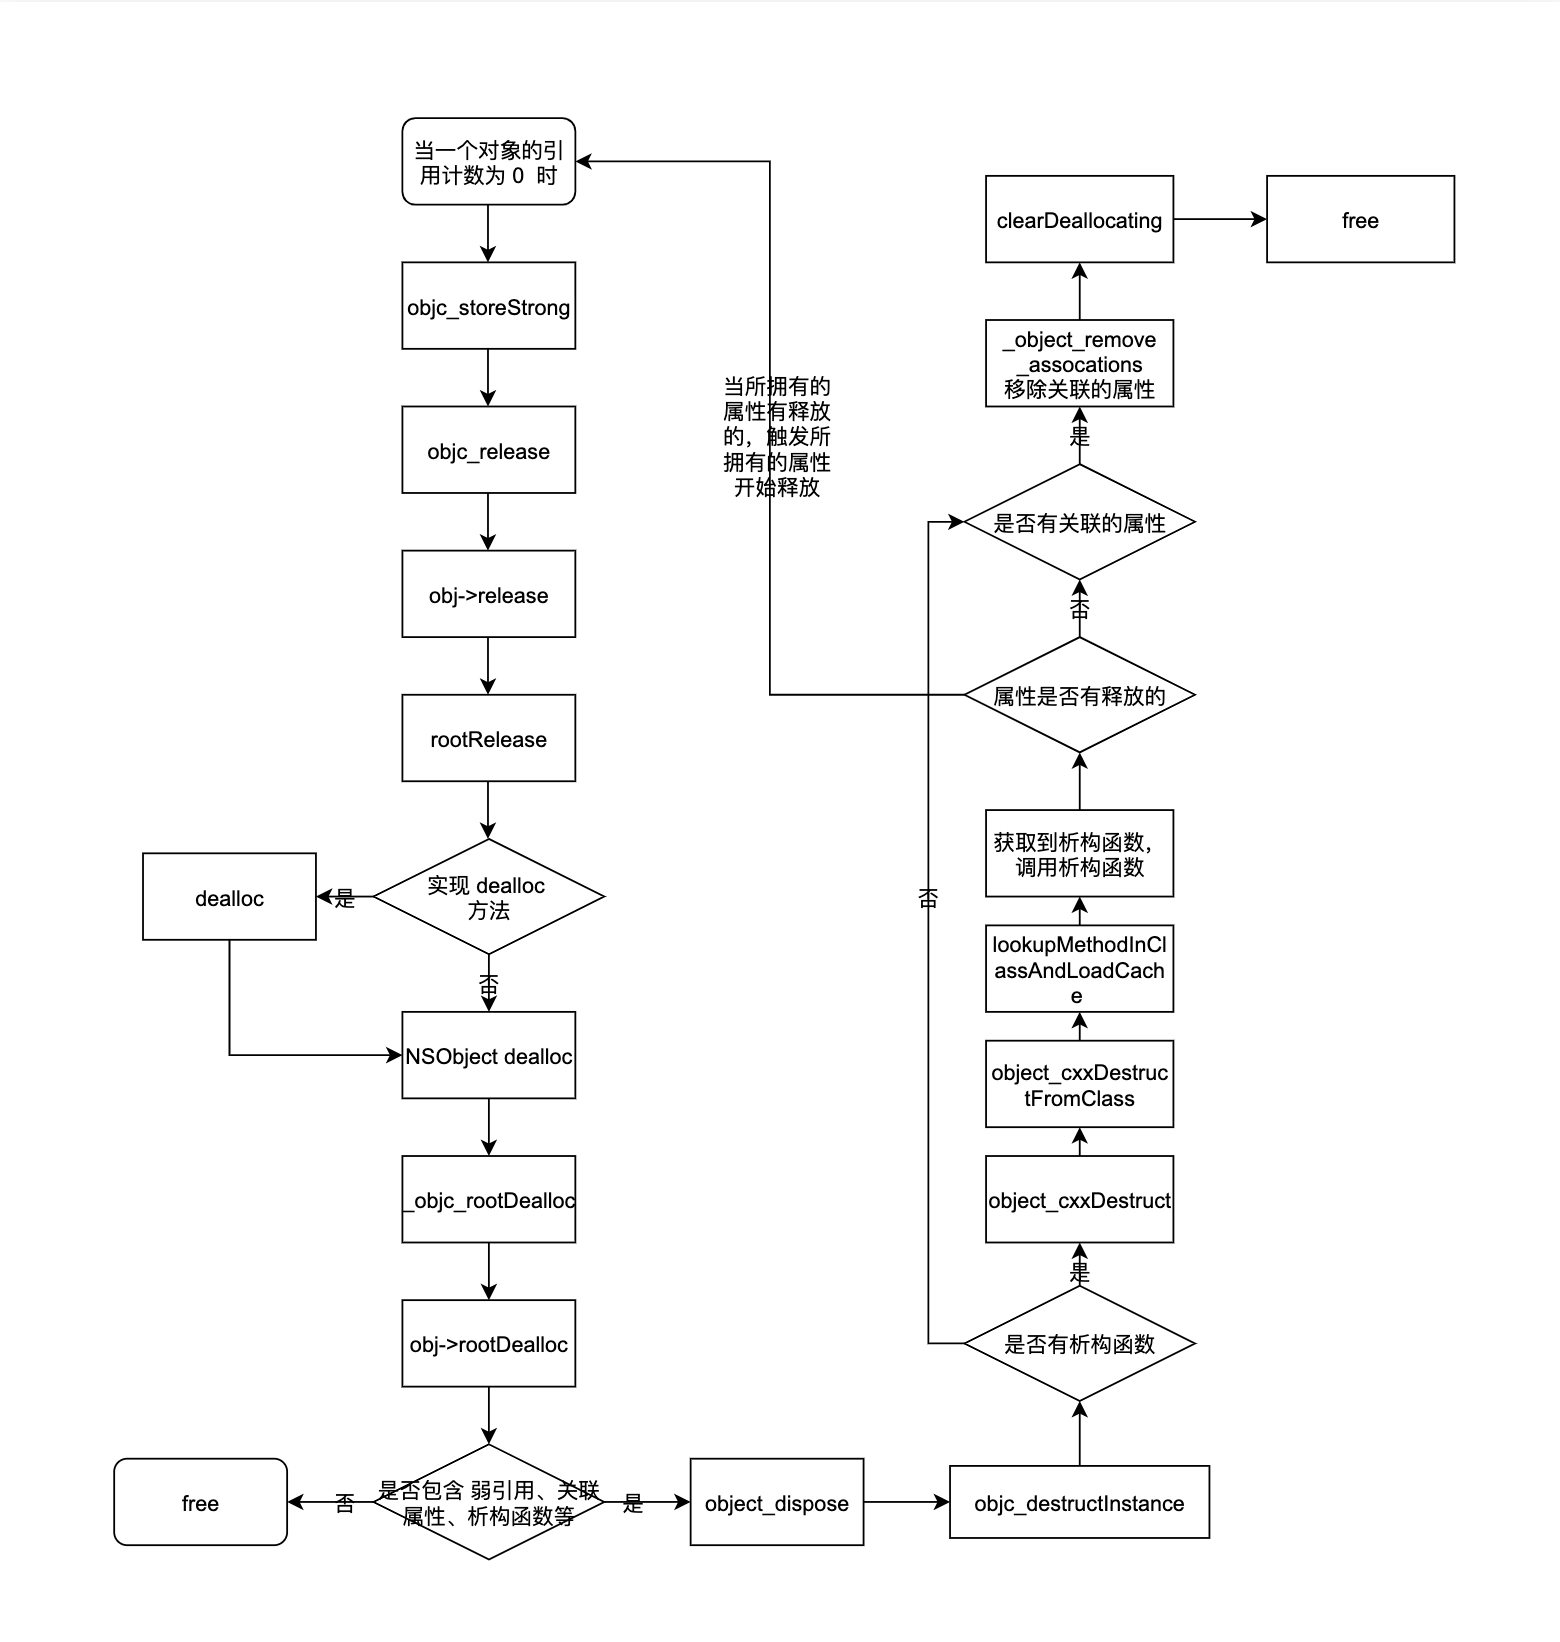 当一个对象的引
用计数为 0 时
objc_storeStrong
objc_release
obj->release
rootRelease
实现 dealloc
方法
是
dealloc
否
NSObject dealloc
_objc_rootDealloc
obj->rootDealloc
是否包含 弱引用、关联
属性、析构函数等
否
free
是
object_dispose
objc_destructInstance
是否有析构函数
是
否
object_cxxDestruct
object_cxxDestruc
tFromClass
lookupMethodInCl
assAndLoadCach
e
获取到析构函数，
调用析构函数
属性是否有释放的
当所拥有的
属性有释放
的，触发所
拥有的属性
开始释放
否
是否有关联的属性
是
_object_remove
_assocations
移除关联的属性
clearDeallocating
free